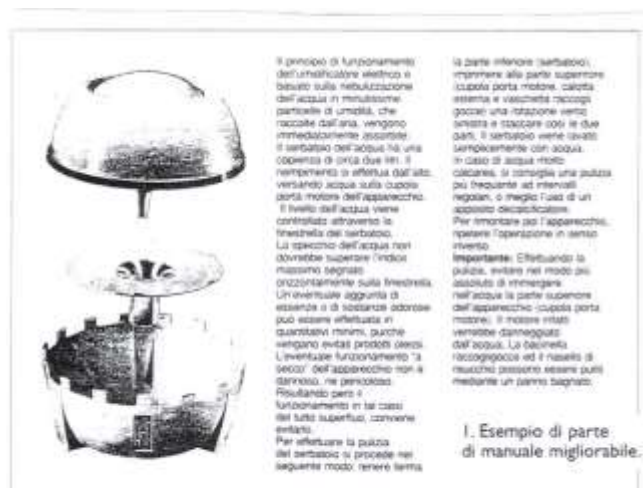 Il principio di funzionamento
dell'umidificatore elettrico è
basato sulla nebulizzazione
dell'acqua in minutissime
particelle di umidità, che
raccolte dall'aria, vengono
immediatamente assorbite.
Il serbatoio dell'acqua ha una
capienza di circa due litri. Il
riempimento si effettua dall'alto,
versando acqua sulla cupola
porta motore dell'apparecchio.
Il livello dell'acqua viene
controllato attraverso la
finestrella del serbatoio.
Lo specchio dell'acqua non
dovrebbe superare l'indice
massimo segnato
orizzontalmente sulla finestrella.
Un'eventuale aggiunta di
essenze o di sostanze odorose
può essere effettuata in
quantitativi minimi, purché
vengano evitati prodotti oleosi.
L'eventuale funzionamento "a
secco" dell'apparecchio non è
dannoso, né pericoloso.
Risultando però il
funzionamento in tal caso
del tutto superfluo, conviene
evitarlo.
Per effettuare la pulizia
del serbatoio si procede nel
seguente modo: tenere ferma
la parte inferiore (serbatoio),
imprimere alla parte superiore
(cupola porta motore, calotta
esterna e vaschetta raccogli
gocce) una rotazione verso
sinistra e staccare così le due
parti. Il serbatoio viene lavato
semplicemente con acqua.
In caso di acqua molto
calcarea, si consiglia una pulizia
più frequente ad intervalli
regolari, o meglio l'uso di un
apposito decalcificatore.
Per rimontare poi l'apparecchio,
ripetere l'operazione in senso
inverso.
Importante: Effettuando la
pulizia, evitare nel modo più
assoluto di immergere
nell'acqua la parte superiore
dell'apparecchio (cupola porta
motore). Il motore infatti
verrebbe danneggiato
dall'acqua. La bacinella
raccogligocce ed il nasello di
risucchio possono essere puliti
mediante un panno bagnato.
1. Esempio di parte
di manuale migliorabile.